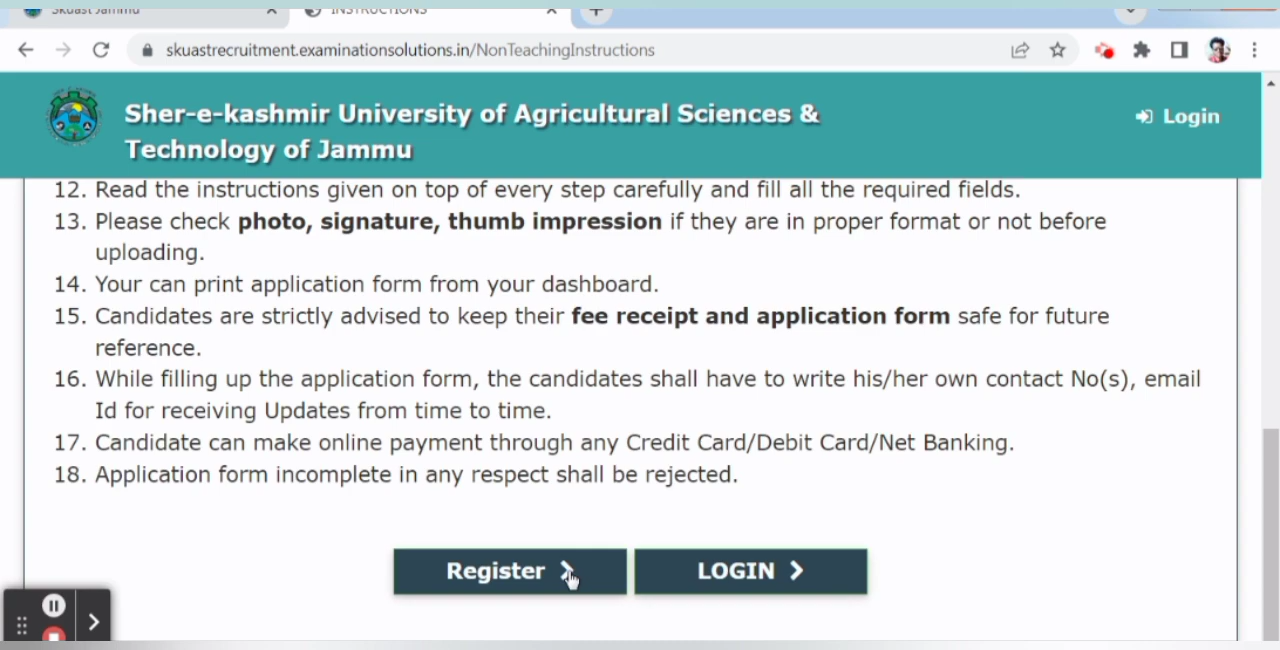 Skuast Jammu
INSTRUCTIONS
skuastrecruitment.examinationsolutions.in/NonTeachingInstructions
Sher-e-kashmir University of Agricultural Sciences &
Technology of Jammu
Login
12. Read the instructions given on top of every step carefully and fill all the required fields.
13. Please check photo, signature, thumb impression if they are in proper format or not before
uploading.
14. Your can print application form from your dashboard.
15. Candidates are strictly advised to keep their fee receipt and application form safe for future
reference.
16. While filling up the application form, the candidates shall have to write his/her own contact No(s), email
Id for receiving Updates from time to time.
17. Candidate can make online payment through any Credit Card/Debit Card/Net Banking.
18. Application form incomplete in any respect shall be rejected.
Register
LOGIN